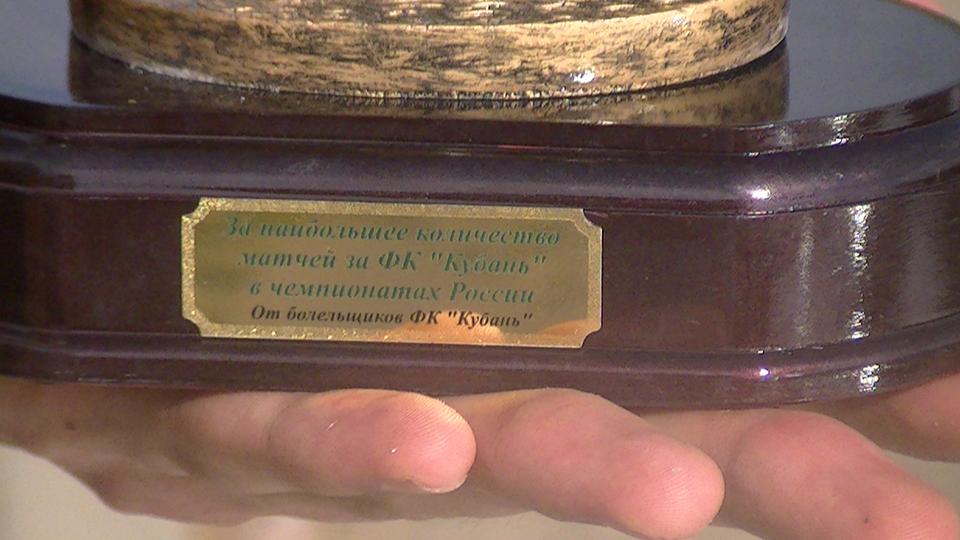 За наибольшее количество
матчей за ФК "Кубань"
в чемпионатах России
От болельщиков ФК "Кубань"